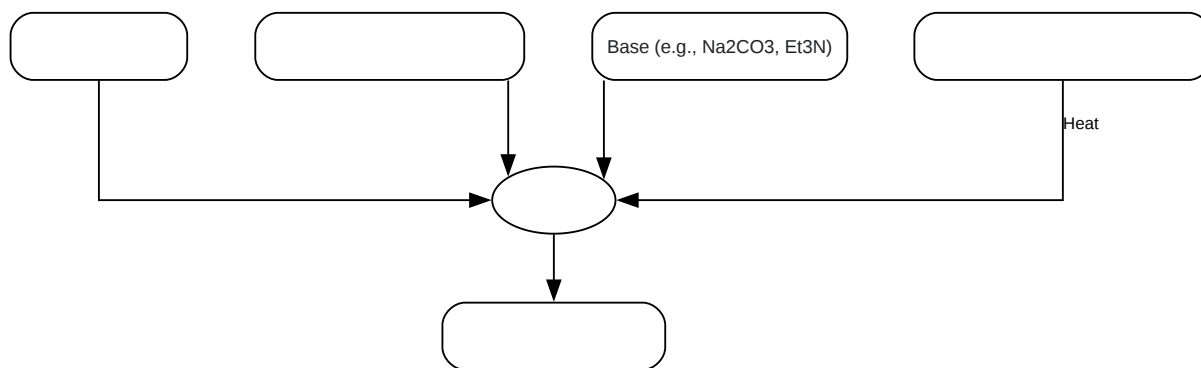 Base (e.g., Na2CO3, Et3N)
Heat